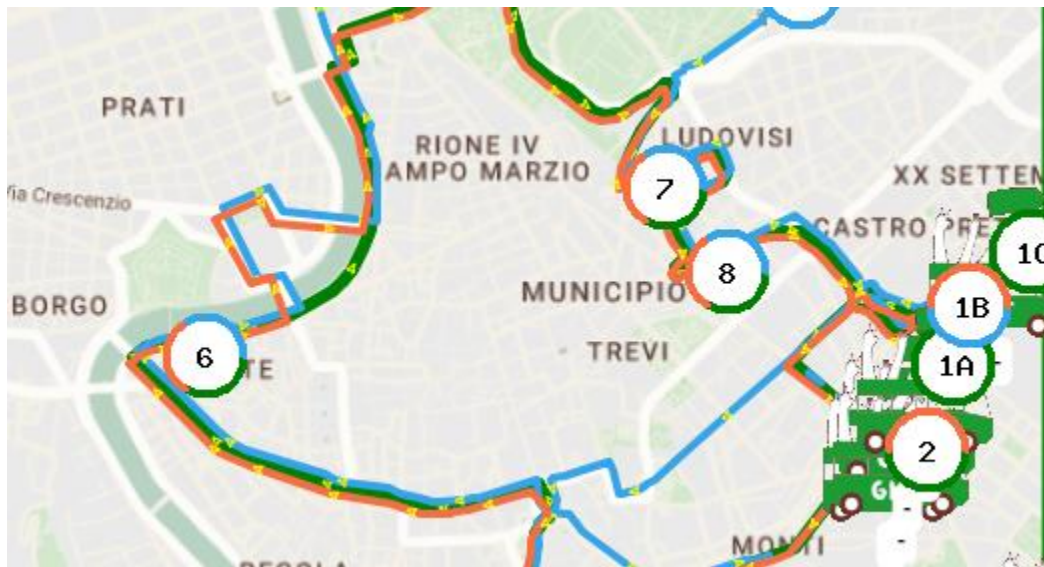 PRATI
RIONE IV
AMPO MARZIO
LUDOVISI
XX SETTEM
Via Crescenzio
7
CASTRO PRE
10
BORGO
MUNICIPIO
8
1B
6
TE
TREVI
1A
2
MONTI